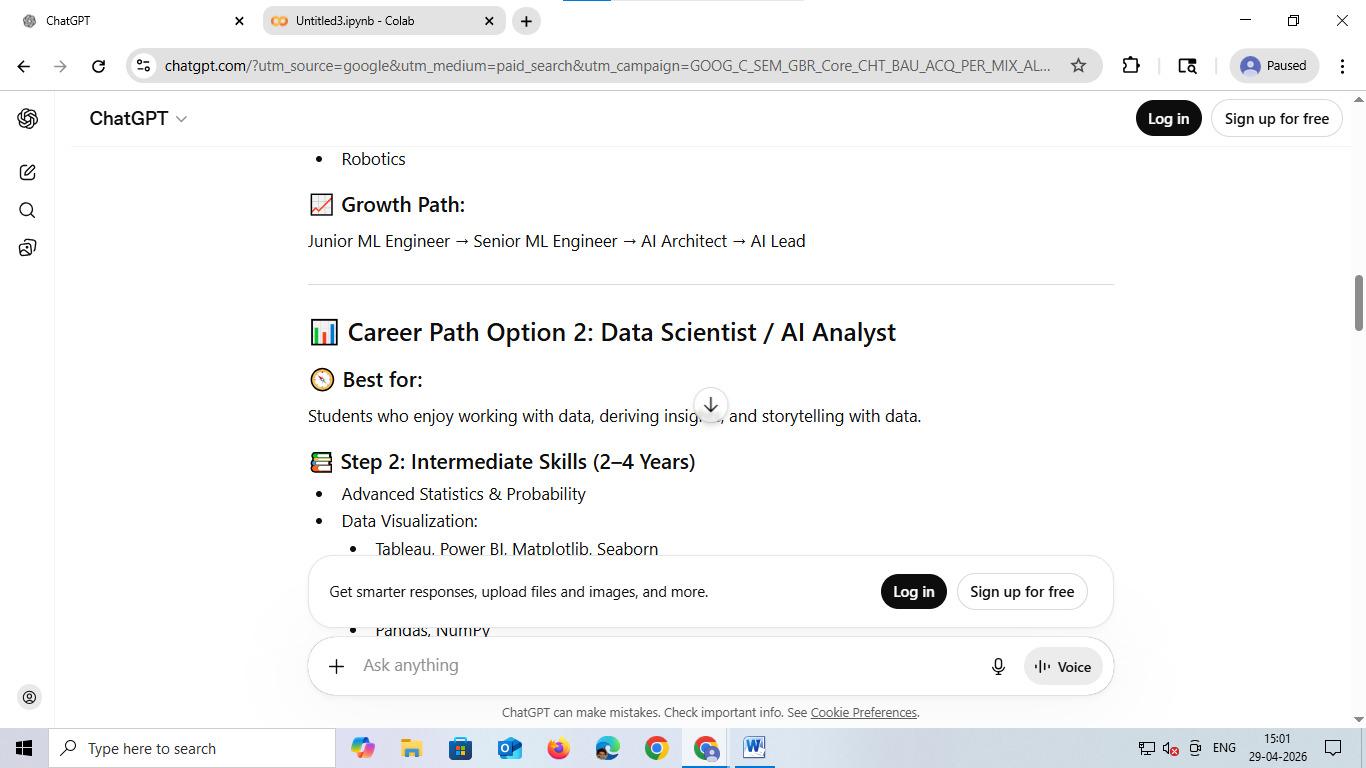 ChatGPT
Untitled3.ipynb - Colab
chatgpt.com/?utm_source=google&utm_medium=paid_search&utm_campaign=GOOG_C_SEM_GBR_Core_CHT_BAU_ACQ_PER_MIX_AL...
Paused
ChatGPT
Log in
Sign up for free
• Robotics
Growth Path:
Junior ML Engineer → Senior ML Engineer → AI Architect → AI Lead
Career Path Option 2: Data Scientist / AI Analyst
Best for:
Students who enjoy working with data, deriving and storytelling with data.
Step 2: Intermediate Skills (2–4 Years)
• Advanced Statistics & Probability
• Data Visualization:
• Tableau, Power BI, Matplotlib, Seaborn
Get smarter responses, upload files and images, and more.
Log in
Sign up for free
• Pandas, NumPy
Ask anything
Voice
ChatGPT can make mistakes. Check important info. See Cookie Preferences.
Type here to search
ENG
15:01
29-04-2026